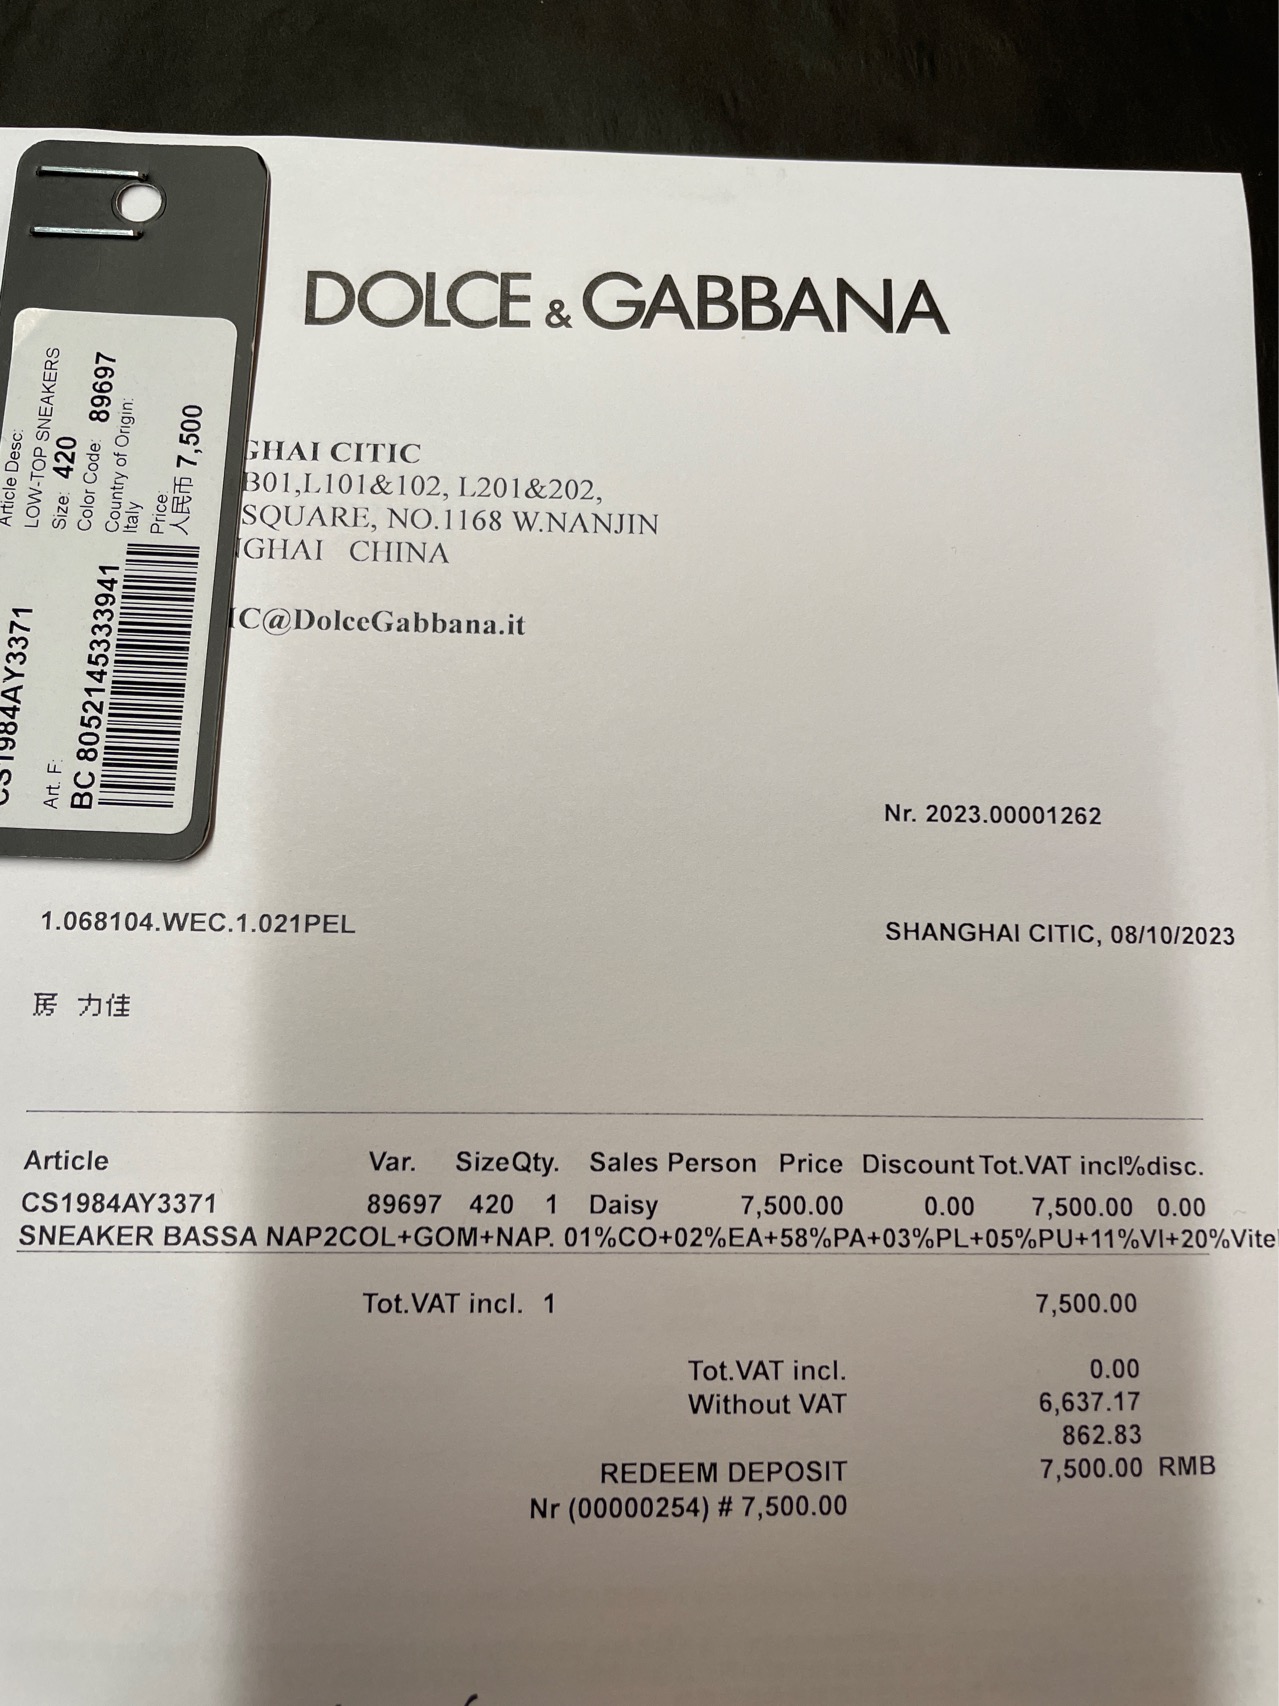 DOLCE & GABBANA
GHAI CITIC
B01,L101&102, L201&202,
SQUARE, NO.1168 W.NANJIN
GHAI CHINA
IC@DolceGabbana.it
CS1984AY3371
Article Desc:
LOW-TOP SNEAKERS
Size: 420
Color Code: 89697
Country of Origin:
Italy
Price:
人民币 7,500
Art. F:
BC 8052145333941
Nr. 2023.00001262
1.068104.WEC.1.021PEL
SHANGHAI CITIC, 08/10/2023
房 力佳
Article Var. Size Qty. Sales Person Price Discount Tot.VAT incl %disc.
CS1984AY3371 89697 420 1 Daisy 7,500.00 0.00 7,500.00 0.00
SNEAKER BASSA NAP2COL+GOM+NAP. 01%CO+02%EA+58%PA+03%PL+05%PU+11%VI+20%Vite
Tot.VAT incl. 1 7,500.00
Tot.VAT incl. 0.00
Without VAT 6,637.17
862.83
REDEEM DEPOSIT 7,500.00 RMB
Nr (00000254) # 7,500.00